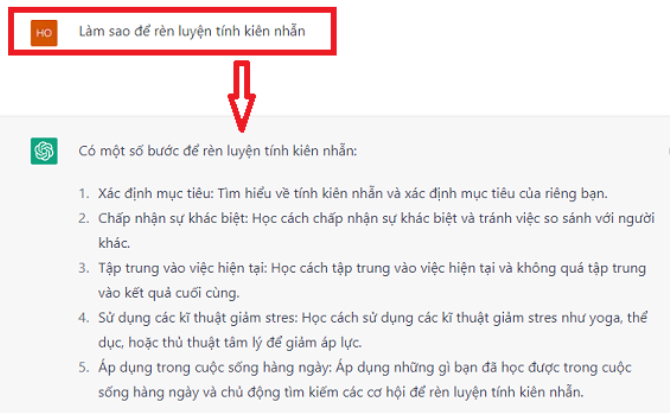 HO
Làm sao để rèn luyện tính kiên nhẫn
Có một số bước để rèn luyện tính kiên nhẫn:
1. Xác định mục tiêu: Tìm hiểu về tính kiên nhẫn và xác định mục tiêu của riêng bạn.
2. Chấp nhận sự khác biệt: Học cách chấp nhận sự khác biệt và tránh việc so sánh với người
khác.
3. Tập trung vào việc hiện tại: Học cách tập trung vào việc hiện tại và không quá tập trung
vào kết quả cuối cùng.
4. Sử dụng các kĩ thuật giảm stres: Học cách sử dụng các kĩ thuật giảm stres như yoga, thể
dục, hoặc thủ thuật tâm lý để giảm áp lực.
5. Áp dụng trong cuộc sống hàng ngày: Áp dụng những gì bạn đã học được trong cuộc
sống hàng ngày và chủ động tìm kiếm các cơ hội để rèn luyện tính kiên nhẫn.